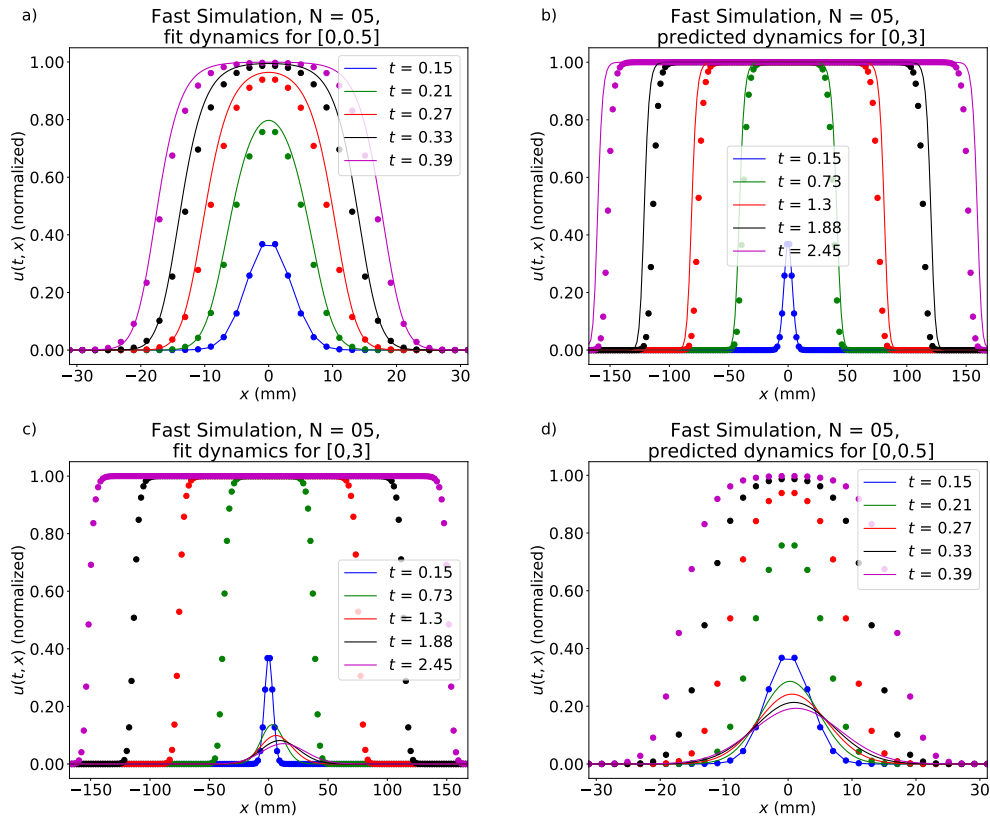 a)
Fast Simulation, N = 05,
fit dynamics for [0,0.5]
u(t, x) (normalized)
1.00
0.80
0.60
0.40
0.20
0.00
t = 0.15
t = 0.21
t = 0.27
t = 0.33
t = 0.39
−30 −20 −10 0 10 20 30
x (mm)
b)
Fast Simulation, N = 05,
predicted dynamics for [0,3]
u(t, x) (normalized)
1.00
0.80
0.60
0.40
0.20
0.00
t = 0.15
t = 0.73
t = 1.3
t = 1.88
t = 2.45
−150 −100 −50 0 50 100 150
x (mm)
c)
Fast Simulation, N = 05,
fit dynamics for [0,3]
u(t, x) (normalized)
1.00
0.80
0.60
0.40
0.20
0.00
t = 0.15
t = 0.73
t = 1.3
t = 1.88
t = 2.45
−150 −100 −50 0 50 100 150
x (mm)
d)
Fast Simulation, N = 05,
predicted dynamics for [0,0.5]
u(t, x) (normalized)
1.00
0.80
0.60
0.40
0.20
0.00
t = 0.15
t = 0.21
t = 0.27
t = 0.33
t = 0.39
−30 −20 −10 0 10 20 30
x (mm)